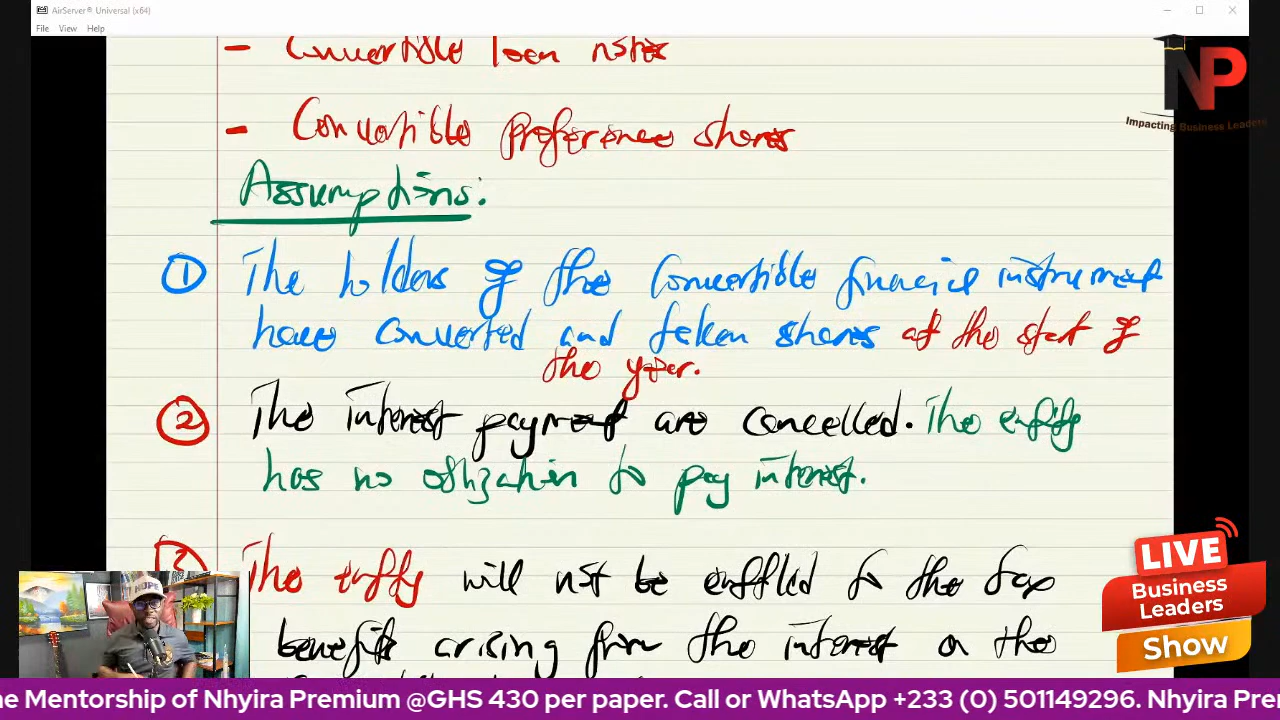 AirServer® Universal (x64)
File View Help
- Convertible loan notes
- Convertible preference shares
NP
Impacting Business Leaders
Assumptions:
① The holders of the convertible financial instrument
have converted and taken shares at the start of
the year.
② The interest payment are cancelled. The entity
has no obligation to pay interest.
③ The entity will not be entitled to the tax
benefit arising from the interest on the
LIVE
Business
Leaders
Show
he Mentorship of Nhyira Premium @GHS 430 per paper. Call or WhatsApp +233 (0) 501149296. Nhyira Pre